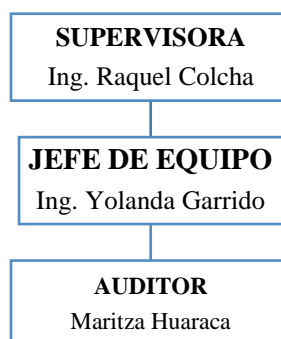 SUPERVISORA
Ing. Raquel Colcha
JEFE DE EQUIPO
Ing. Yolanda Garrido
AUDITOR
Maritza Huaraca